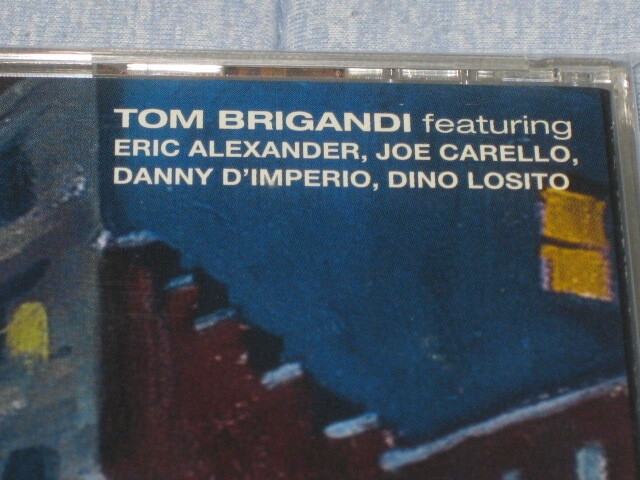 TOM BRIGANDI featuring
ERIC ALEXANDER, JOE CARELLO,
DANNY D'IMPERIO, DINO LOSITO